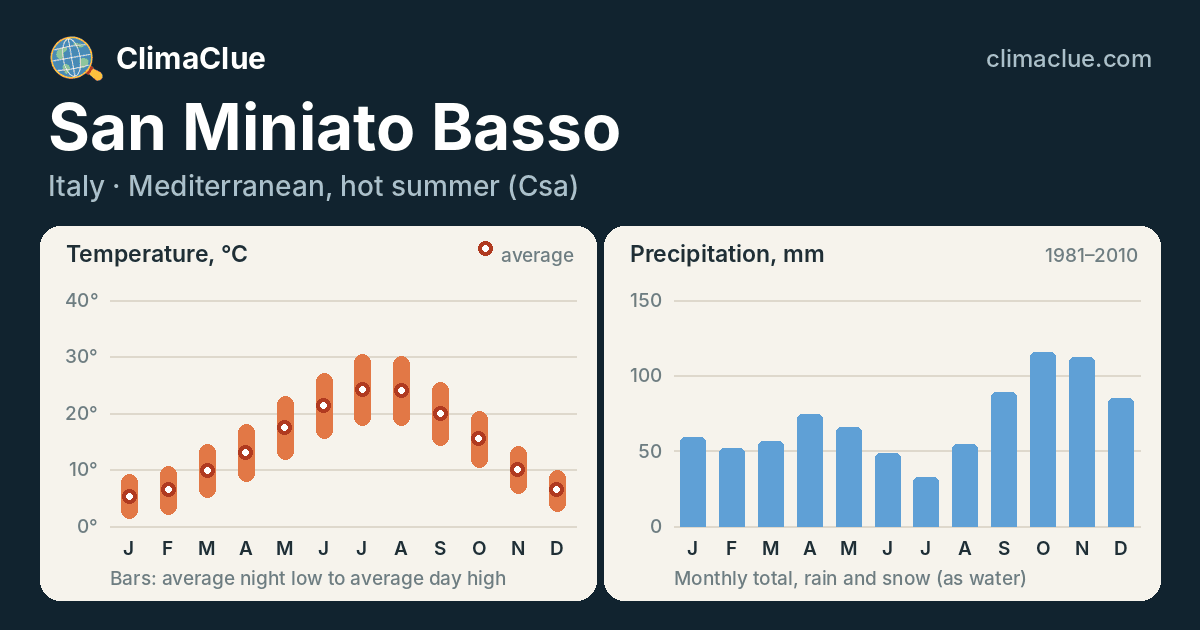 ClimaClue
climaclue.com
San Miniato Basso
Italy · Mediterranean, hot summer (Csa)
Temperature, °C
average
40°
30°
20°
10°
0°
J F M A M J J A S O N D
Bars: average night low to average day high
Precipitation, mm
1981–2010
150
100
50
0
J F M A M J J A S O N D
Monthly total, rain and snow (as water)